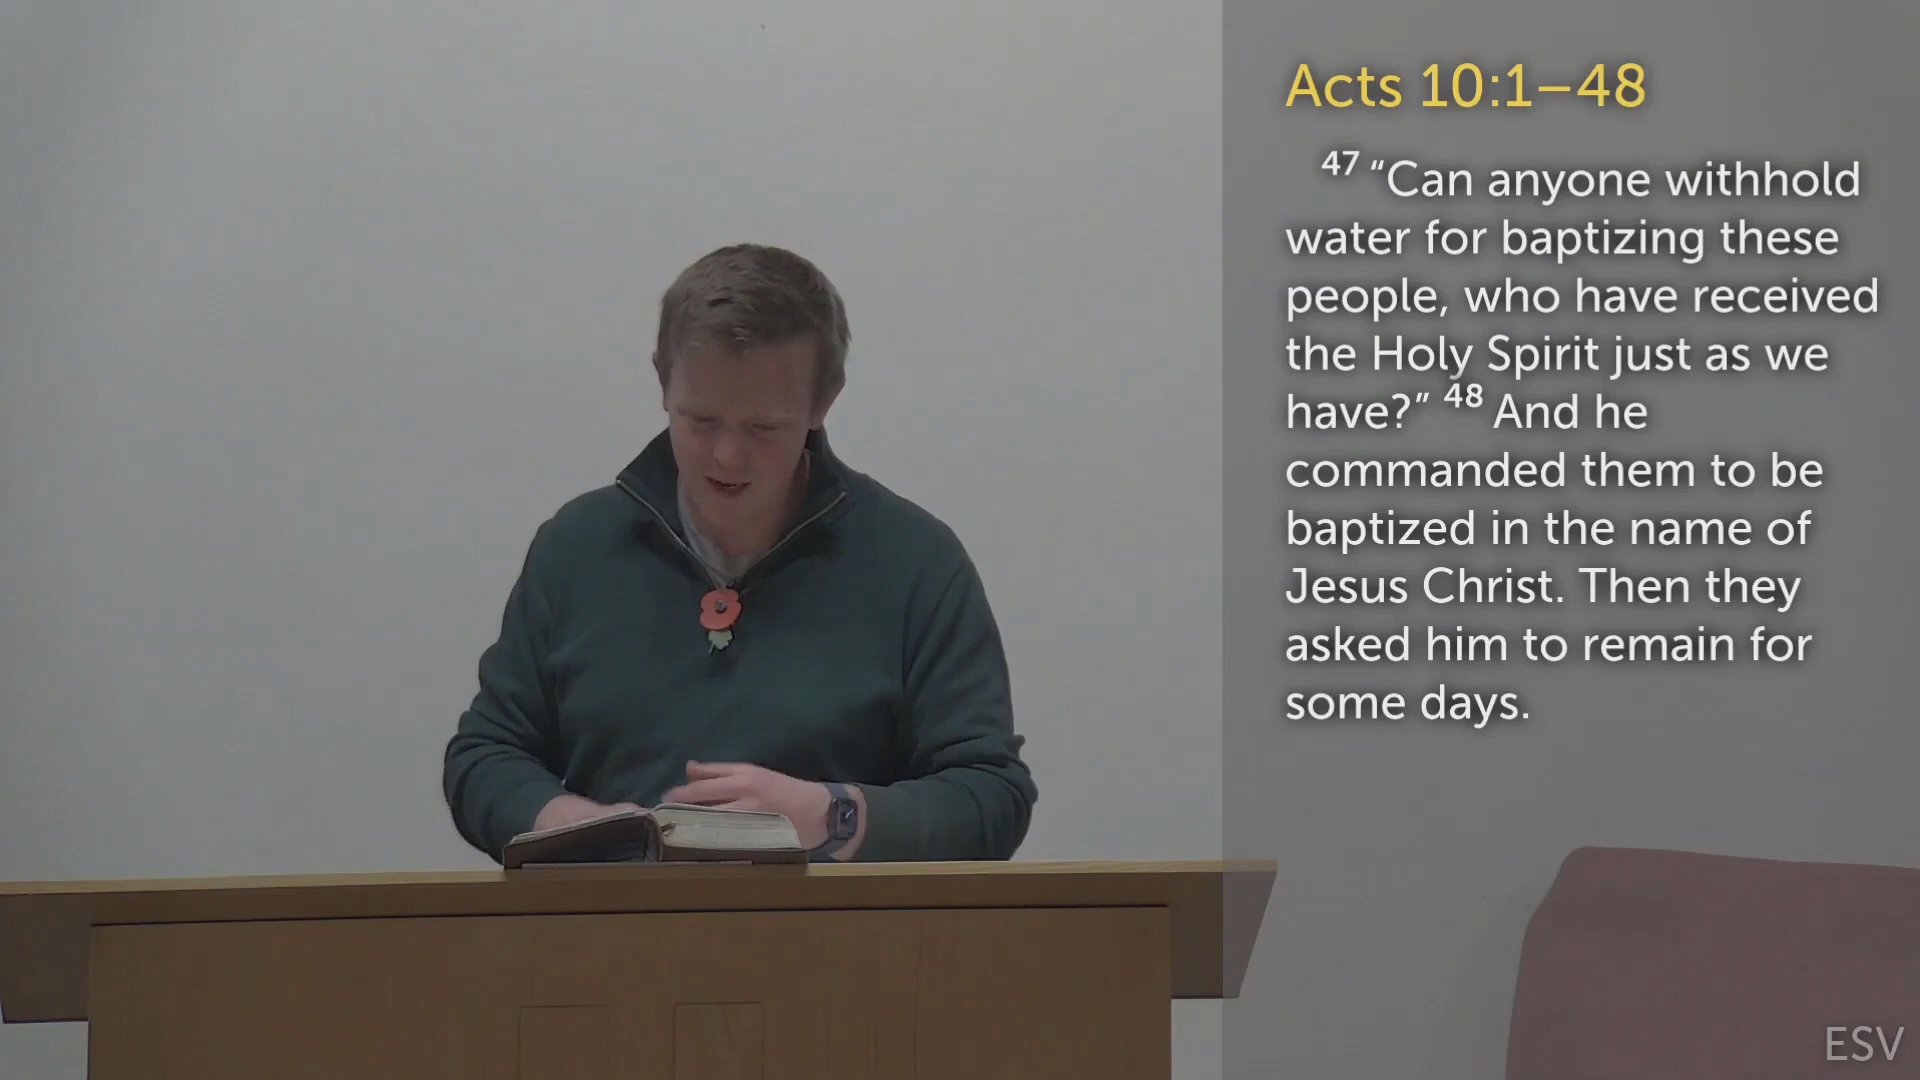 Acts 10:1–48
47 “Can anyone withhold
water for baptizing these
people, who have received
the Holy Spirit just as we
have?” 48 And he
commanded them to be
baptized in the name of
Jesus Christ. Then they
asked him to remain for
some days.
ESV